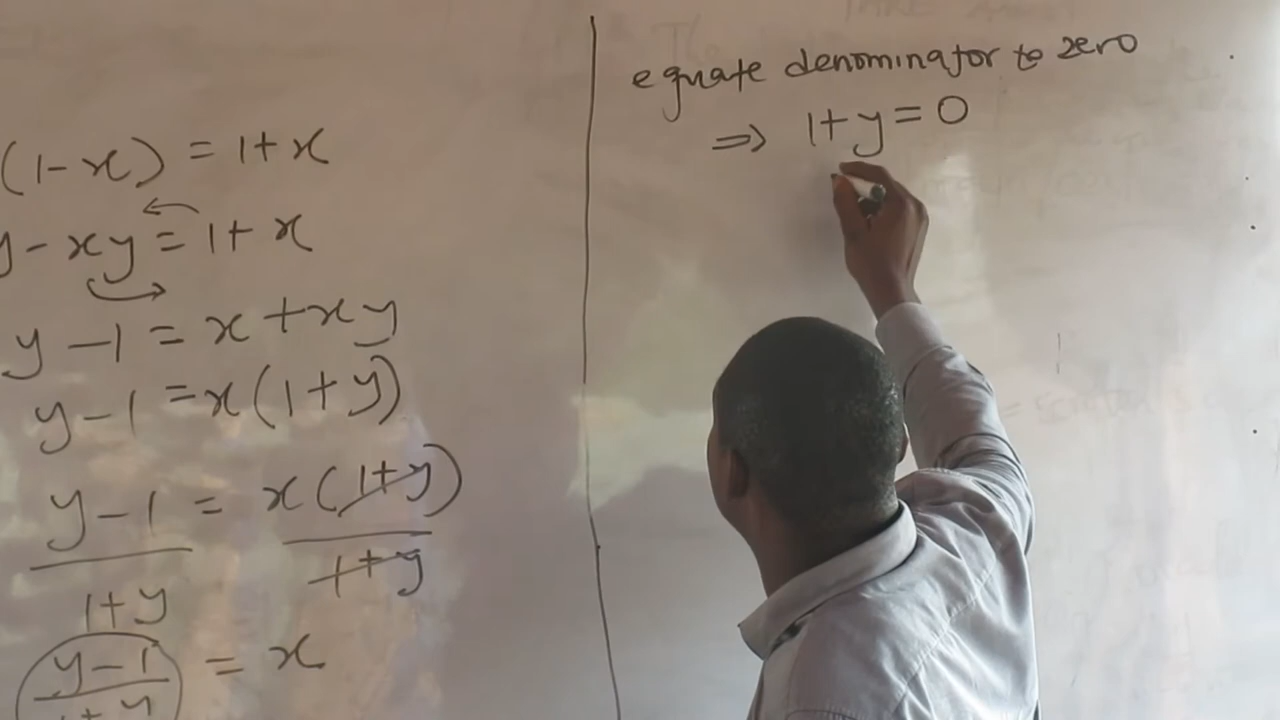 (1-x) = 1+x
y - xy = 1+x
y - 1 = x + xy
y - 1 = x(1+y)
y - 1 = x(1+y)
1+y 1+y
y - 1 = x
1+y
equate denominator to zero
⇒ 1+y = 0